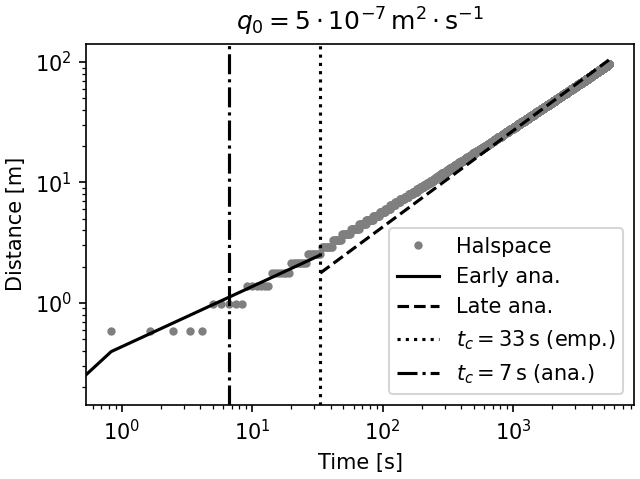 q₀ = 5 · 10⁻⁷ m² · s⁻¹
Distance [m]
10²
10¹
10⁰
Halspace
Early ana.
Late ana.
t_c = 33 s (emp.)
t_c = 7 s (ana.)
10⁰ 10¹ 10² 10³
Time [s]